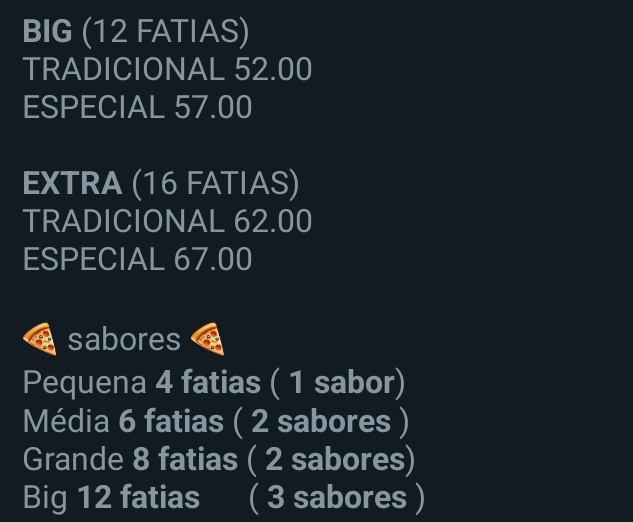 BIG (12 FATIAS)
TRADICIONAL 52.00
ESPECIAL 57.00
EXTRA (16 FATIAS)
TRADICIONAL 62.00
ESPECIAL 67.00
🍕 sabores 🍕
Pequena 4 fatias ( 1 sabor)
Média 6 fatias ( 2 sabores )
Grande 8 fatias ( 2 sabores)
Big 12 fatias ( 3 sabores )